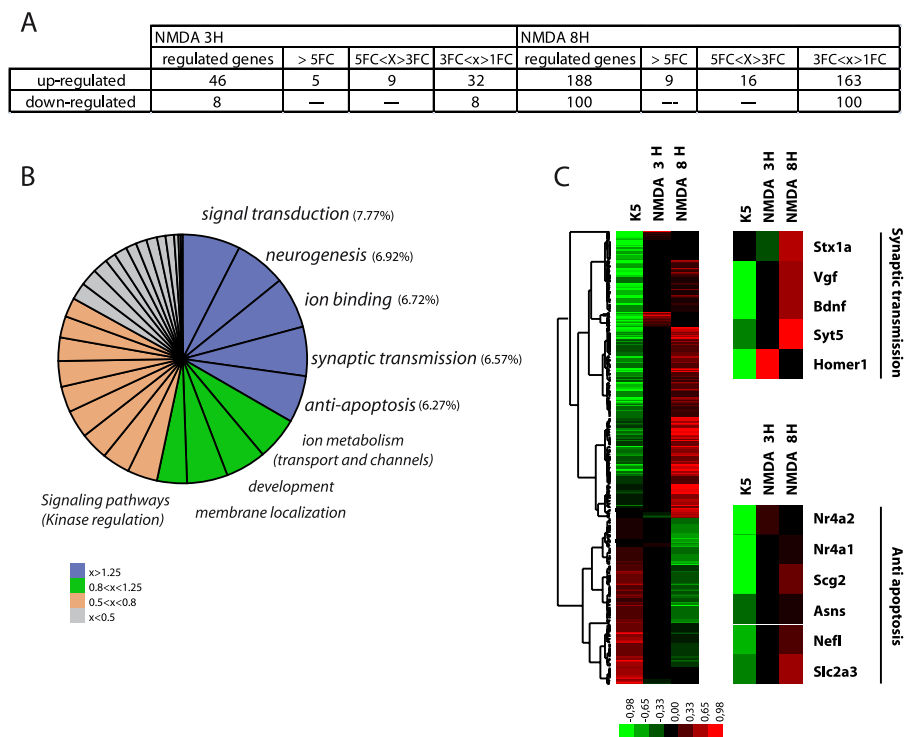 A
NMDA 3H NMDA 8H
regulated genes > 5FC 5FC<X>3FC 3FC<x>1FC regulated genes > 5FC 5FC<X>3FC 3FC<x>1FC
up-regulated 46 5 9 32 188 9 16 163
down-regulated 8 — — 8 100 -- — 100
B
signal transduction (7.77%)
neurogenesis (6.92%)
ion binding (6.72%)
synaptic transmission (6.57%)
anti-apoptosis (6.27%)
ion metabolism
(transport and channels)
development
membrane localization
Signaling pathways
(Kinase regulation)
x>1.25
0.8<x<1.25
0.5<x<0.8
x<0.5
C
K5
NMDA 3 H
NMDA 8 H
-0,98
-0,65
-0,33
0,00
0,33
0,65
0,98
K5
NMDA 3H
NMDA 8H
Stx1a
Vgf
Bdnf
Syt5
Homer1
Synaptic transmission
K5
NMDA 3H
NMDA 8H
Nr4a2
Nr4a1
Scg2
Asns
Nefl
Slc2a3
Anti apoptosis